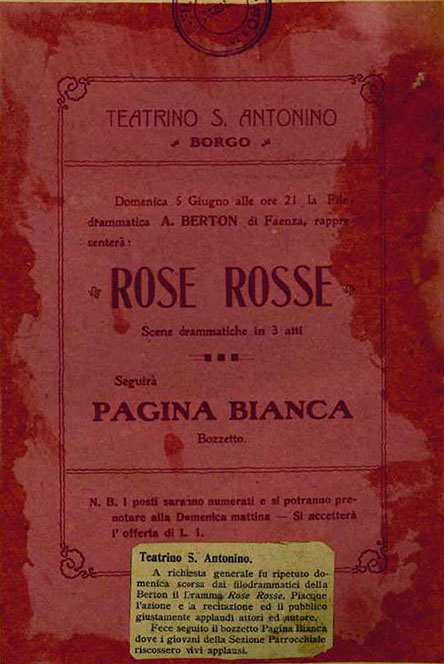 TEATRINO S. ANTONINO
BORGO
Domenica 5 Giugno alle ore 21 la Filo-
drammatica A. BERTON di Faenza, rappre-
senterà:
ROSE ROSSE
Scene drammatiche in 3 atti
Seguirà
PAGINA BIANCA
Bozzetto.
N. B. I posti saranno numerati e si potranno pre-
notare alla Domenica mattina — Si accetterà
l' offerta di L. 1.
Teatrino S. Antonino.
A richiesta generale fu ripetuto do-
menica scorsa dai filodrammatici della
Berton il Dramma Rose Rosse. Piacque
l'azione e la recitazione ed il pubblico
giustamente applaudì attori ed autore.
Fece seguito il bozzetto Pagina Bianca
dove i giovani della Sezione Parrocchiale
riscossero vivi applausi.